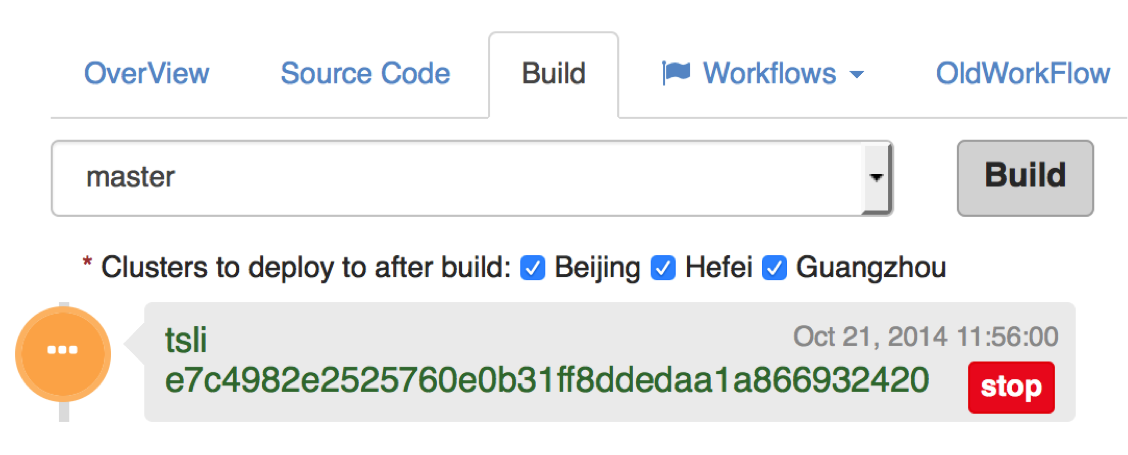 OverView Source Code Build Workflows OldWorkFlow
master Build
* Clusters to deploy to after build: Beijing Hefei Guangzhou
tsli Oct 21, 2014 11:56:00
e7c4982e2525760e0b31ff8ddedaa1a866932420 stop